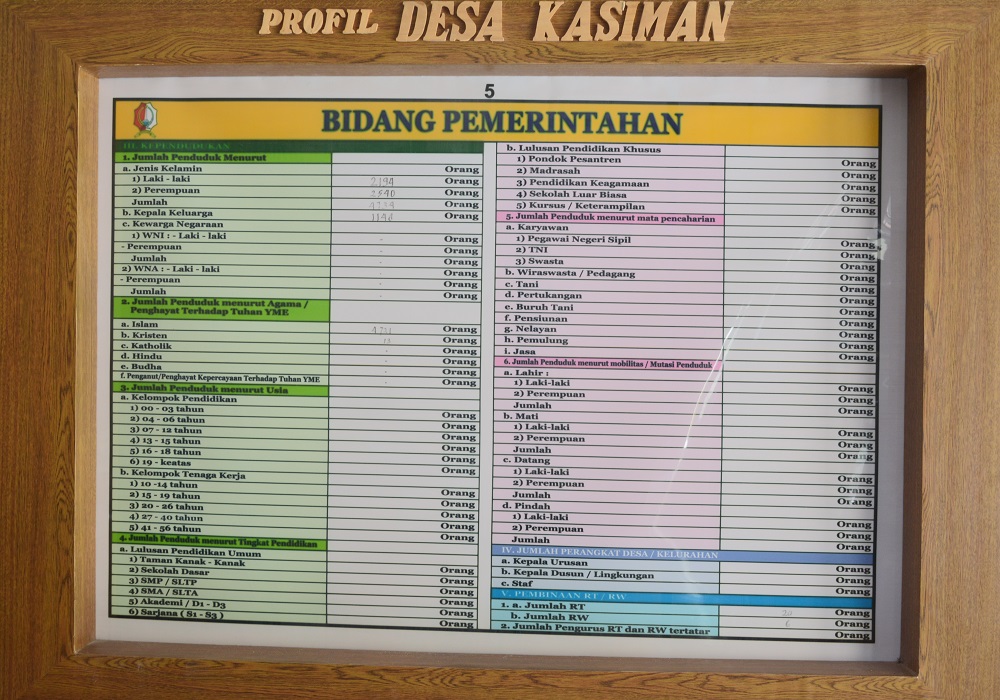 PROFIL DESA KASIMAN
5
BIDANG PEMERINTAHAN
III. KEPENDUDUKAN
1. Jumlah Penduduk Menurut
a. Jenis Kelamin Orang
1) Laki - laki 2194 Orang
2) Perempuan Orang
Jumlah Orang
b. Kepala Keluarga Orang
c. Kewarga Negaraan
1) WNI : - Laki - laki - Orang
- Perempuan - Orang
Jumlah - Orang
2) WNA : - Laki - laki - Orang
- Perempuan - Orang
Jumlah - Orang
2. Jumlah Penduduk menurut Agama /
Penghayat Terhadap Tuhan YME
a. Islam Orang
b. Kristen Orang
c. Katholik - Orang
d. Hindu - Orang
e. Budha - Orang
f. Penganut/Penghayat Kepercayaan Terhadap Tuhan YME - Orang
3. Jumlah Penduduk menurut Usia
a. Kelompok Pendidikan
1) 00 - 03 tahun Orang
2) 04 - 06 tahun Orang
3) 07 - 12 tahun Orang
4) 13 - 15 tahun Orang
5) 16 - 18 tahun Orang
6) 19 - keatas Orang
b. Kelompok Tenaga Kerja
1) 10 -14 tahun Orang
2) 15 - 19 tahun Orang
3) 20 - 26 tahun Orang
4) 27 - 40 tahun Orang
5) 41 - 56 tahun Orang
4. Jumlah Penduduk menurut Tingkat Pendidikan
a. Lulusan Pendidikan Umum
1) Taman Kanak - Kanak Orang
2) Sekolah Dasar Orang
3) SMP / SLTP Orang
4) SMA / SLTA Orang
5) Akademi / D1 - D3 Orang
6) Sarjana ( S1 - S3 ) Orang
b. Lulusan Pendidikan Khusus
1) Pondok Pesantren Orang
2) Madrasah Orang
3) Pendidikan Keagamaan Orang
4) Sekolah Luar Biasa Orang
5) Kursus / Keterampilan Orang
5. Jumlah Penduduk menurut mata pencaharian
a. Karyawan
1) Pegawai Negeri Sipil Orang
2) TNI Orang
3) Swasta Orang
b. Wiraswasta / Pedagang Orang
c. Tani Orang
d. Pertukangan Orang
e. Buruh Tani Orang
f. Pensiunan Orang
g. Nelayan Orang
h. Pemulung Orang
i. Jasa Orang
6. Jumlah Penduduk menurut mobilitas / Mutasi Penduduk
a. Lahir :
1) Laki-laki Orang
2) Perempuan Orang
Jumlah Orang
b. Mati
1) Laki-laki Orang
2) Perempuan Orang
Jumlah Orang
c. Datang
1) Laki-laki Orang
2) Perempuan Orang
Jumlah Orang
d. Pindah
1) Laki-laki Orang
2) Perempuan Orang
Jumlah Orang
IV. JUMLAH PERANGKAT DESA / KELURAHAN
a. Kepala Urusan Orang
b. Kepala Dusun / Lingkungan Orang
c. Staf Orang
V. PEMBINAAN RT / RW
1. a. Jumlah RT 20 Orang
b. Jumlah RW 6 Orang
2. Jumlah Pengurus RT dan RW tertatar Orang